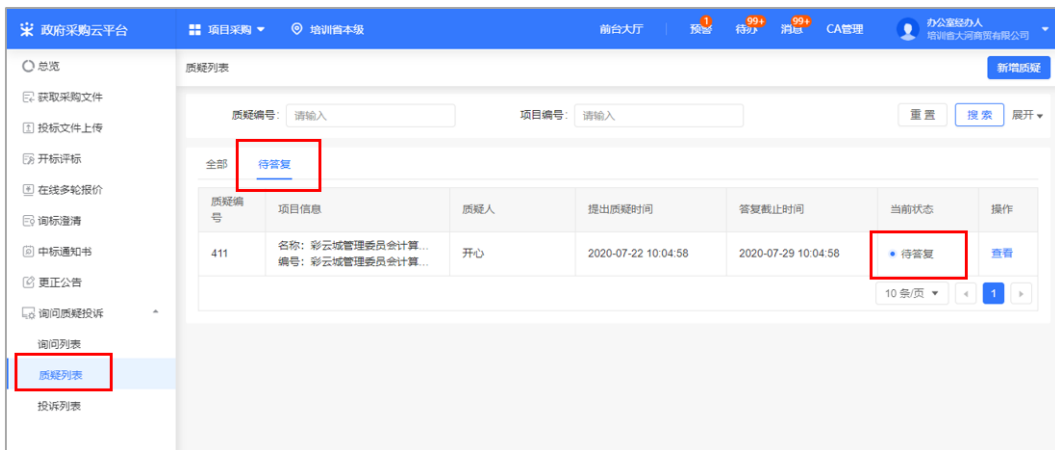 政府采购云平台
项目采购
培训省本级
前台大厅
预警
1
待办
99+
消息
99+
CA管理
办公室经办人
培训省大河商贸有限公司
总览
获取采购文件
投标文件上传
开标评标
在线多轮报价
询标澄清
中标通知书
更正公告
询问质疑投诉
询问列表
质疑列表
投诉列表
质疑列表
新增质疑
质疑编号：
请输入
项目编号：
请输入
重置
搜索
展开
全部
待答复
质疑编号
项目信息
质疑人
提出质疑时间
答复截止时间
当前状态
操作
411
名称：彩云城管理委员会计算...
编号：彩云城管理委员会计算...
开心
2020-07-22 10:04:58
2020-07-29 10:04:58
待答复
查看
10 条/页
1